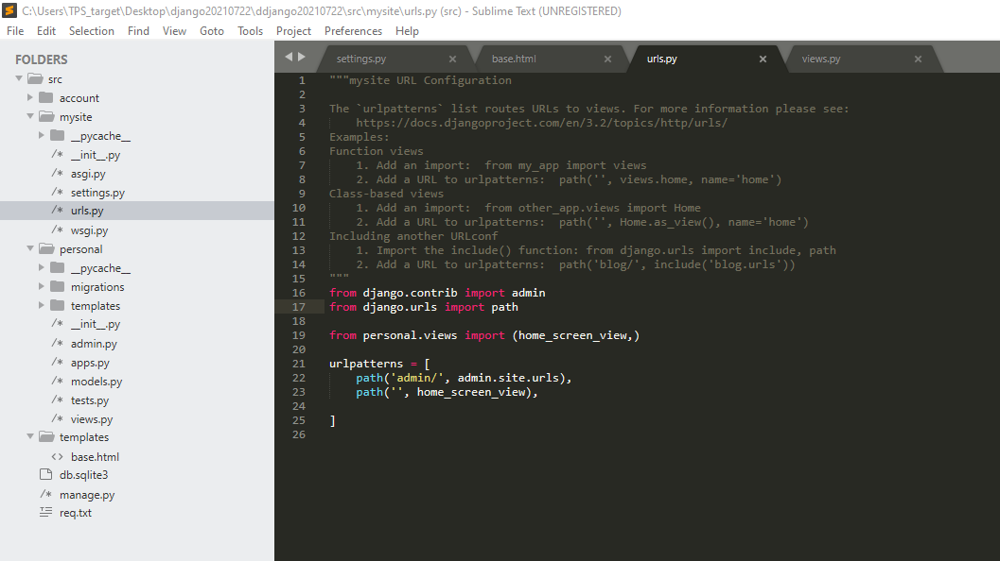 C:\Users\TPS_target\Desktop\django20210722\ddjango20210722\src\mysite\urls.py (src) - Sublime Text (UNREGISTERED)
File Edit Selection Find View Goto Tools Project Preferences Help
FOLDERS
src
account
mysite
__pycache__
/* __init__.py
/* asgi.py
/* settings.py
/* urls.py
/* wsgi.py
personal
__pycache__
migrations
templates
/* __init__.py
/* admin.py
/* apps.py
/* models.py
/* tests.py
/* views.py
templates
<> base.html
db.sqlite3
/* manage.py
req.txt
settings.py × base.html × urls.py × views.py ×
1 """mysite URL Configuration
2
3 The `urlpatterns` list routes URLs to views. For more information please see:
4     https://docs.djangoproject.com/en/3.2/topics/http/urls/
5 Examples:
6 Function views
7     1. Add an import:  from my_app import views
8     2. Add a URL to urlpatterns:  path('', views.home, name='home')
9 Class-based views
10     1. Add an import:  from other_app.views import Home
11     2. Add a URL to urlpatterns:  path('', Home.as_view(), name='home')
12 Including another URLconf
13     1. Import the include() function: from django.urls import include, path
14     2. Add a URL to urlpatterns:  path('blog/', include('blog.urls'))
15 """
16 from django.contrib import admin
17 from django.urls import path
18
19 from personal.views import (home_screen_view,)
20
21 urlpatterns = [
22     path('admin/', admin.site.urls),
23     path('', home_screen_view),
24
25 ]
26